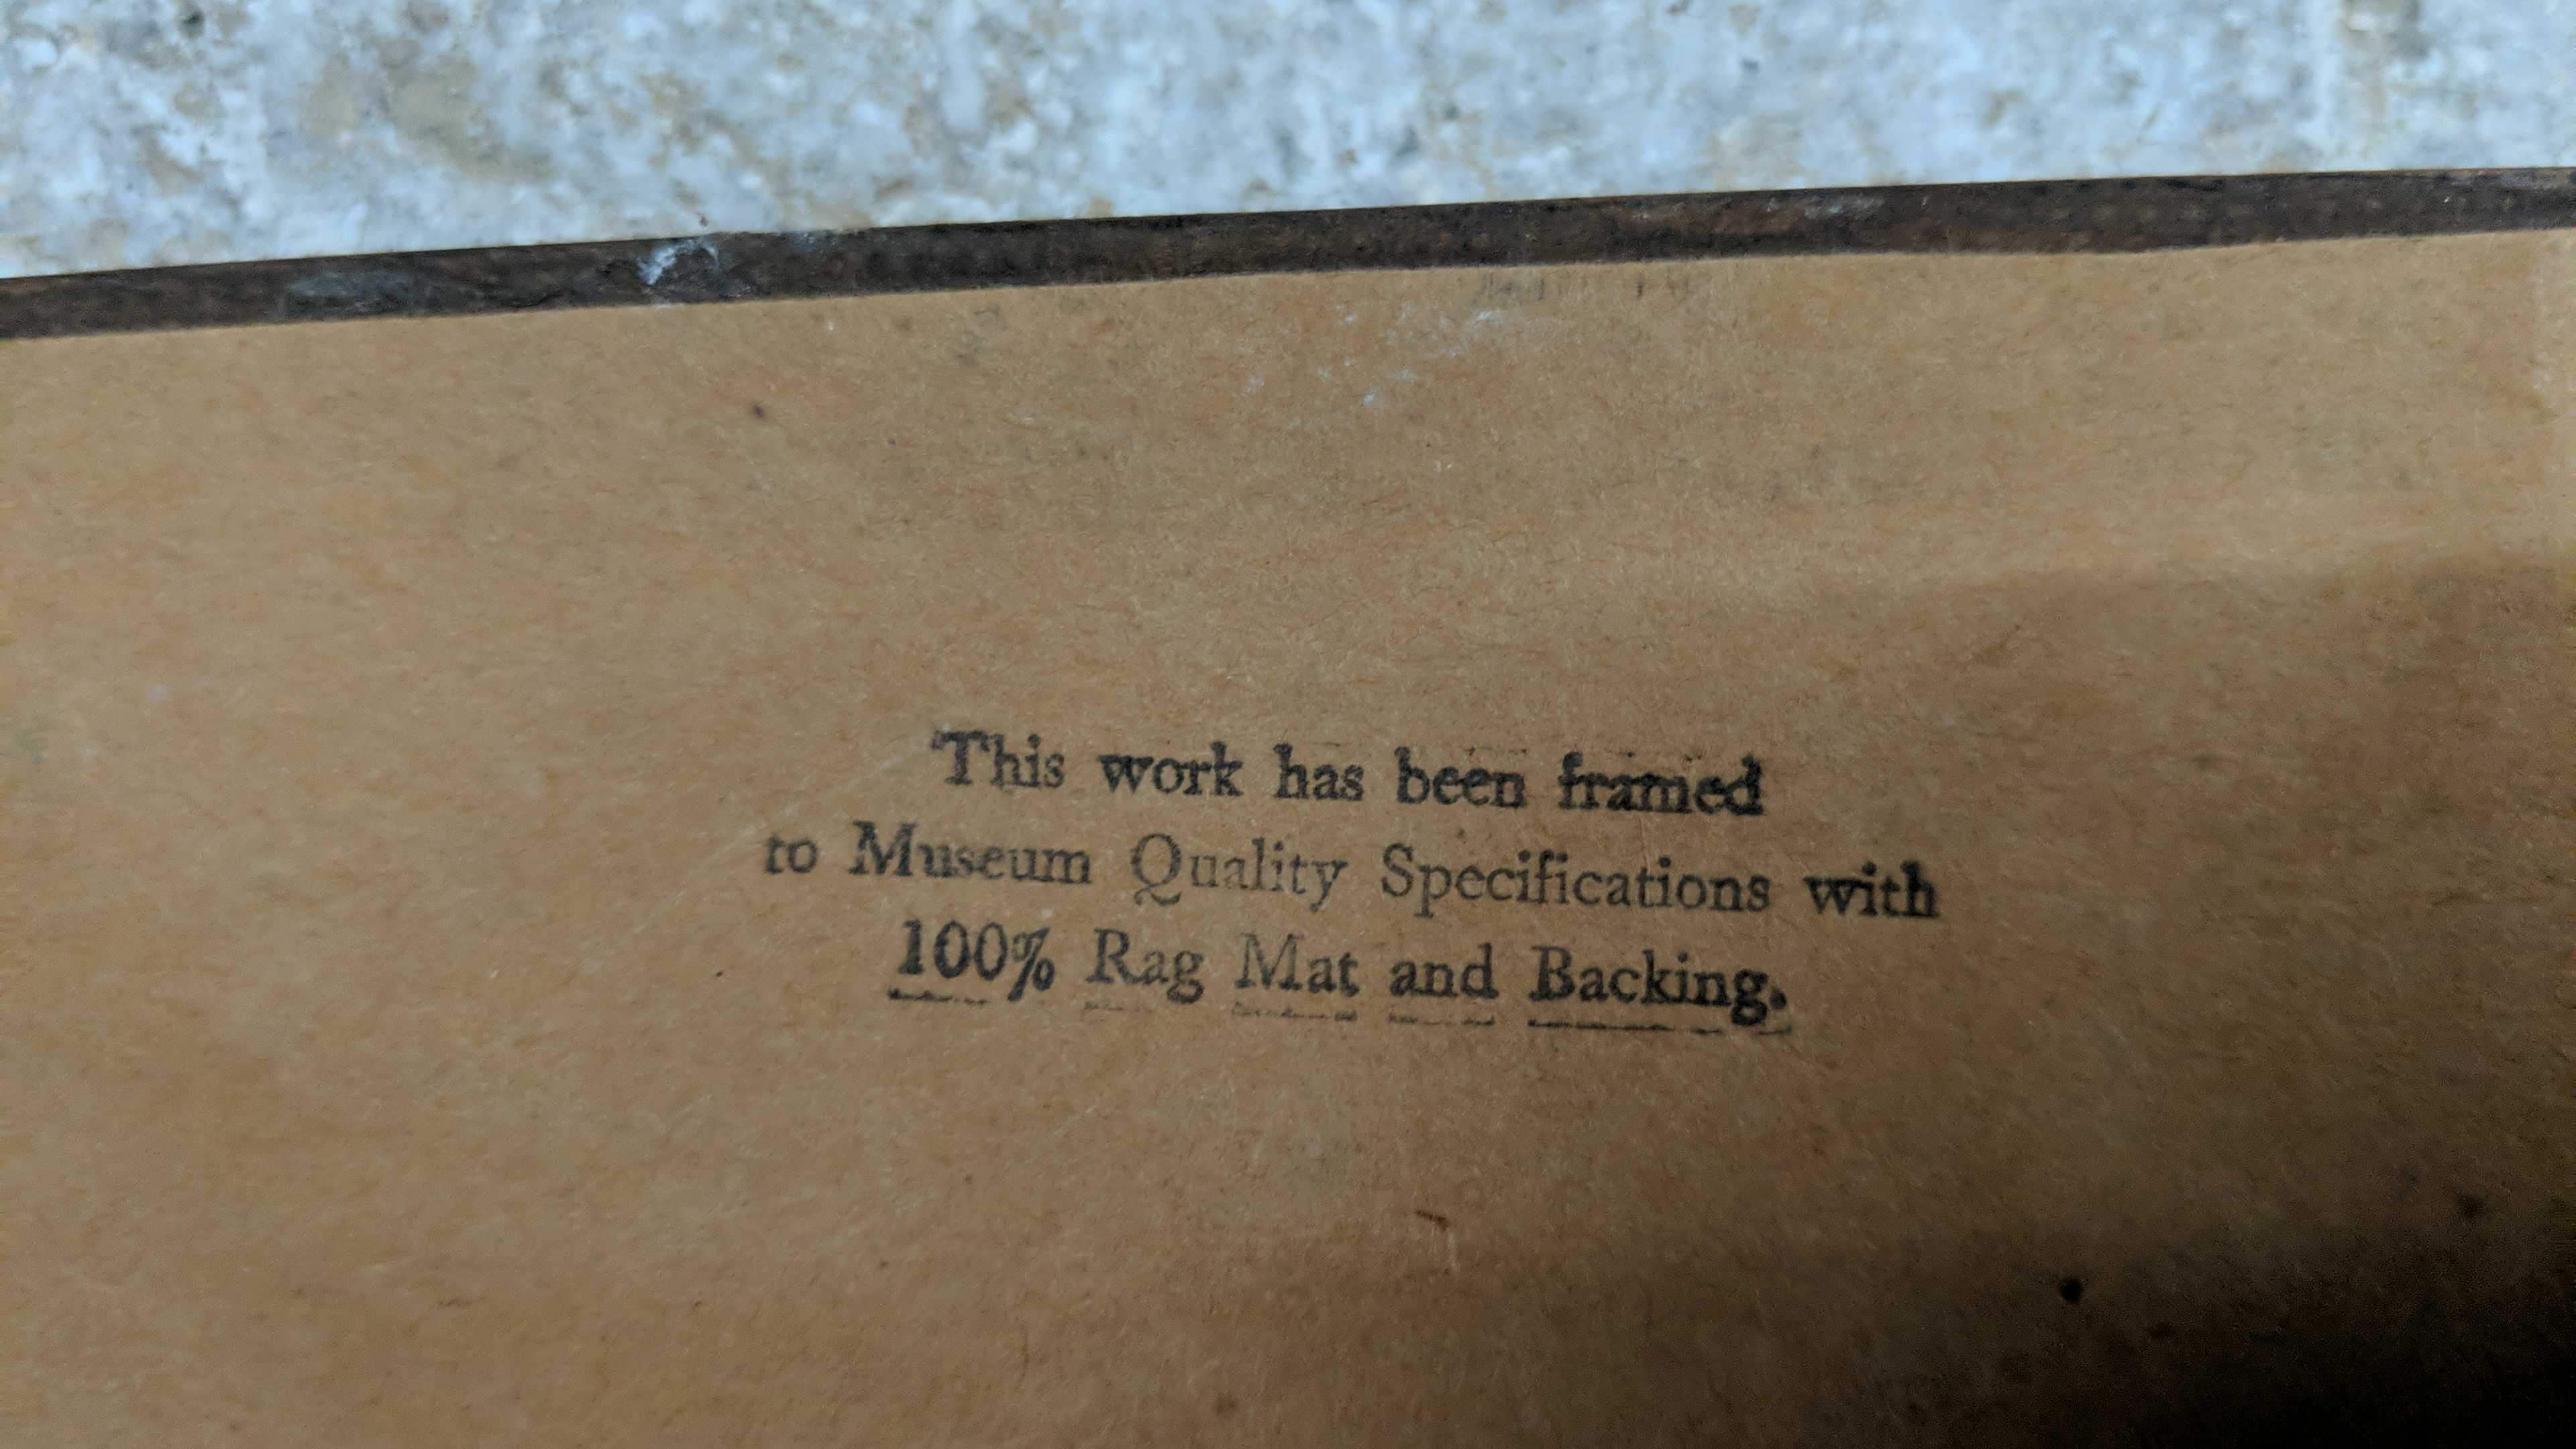 This work has been framed
to Museum Quality Specifications with
100% Rag Mat and Backing.